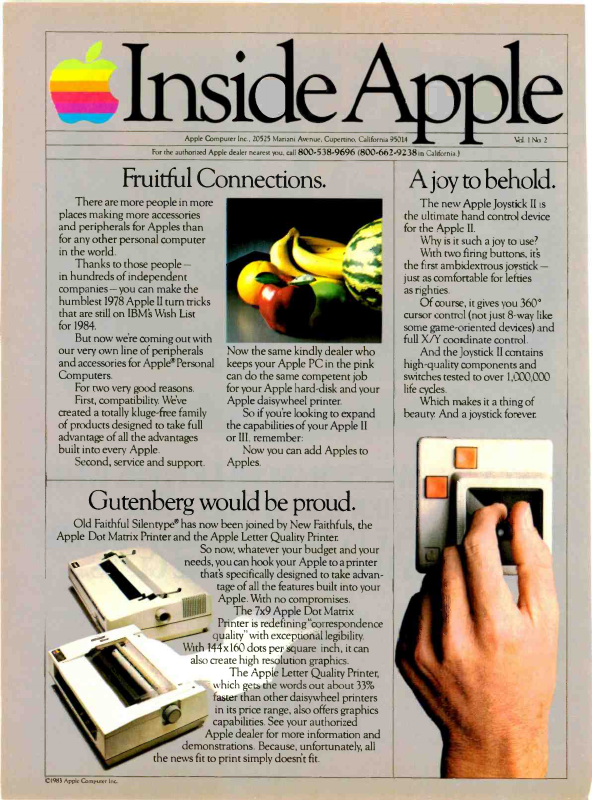 Inside Apple
Apple Computer Inc., 20525 Mariani Avenue, Cupertino, California 95014
Vol. 1 No. 2
For the authorized Apple dealer nearest you, call 800-538-9696 (800-662-9238 in California.)
Fruitful Connections.
There are more people in more
places making more accessories
and peripherals for Apples than
for any other personal computer
in the world.
Thanks to those people —
in hundreds of independent
companies — you can make the
humblest 1978 Apple II turn tricks
that are still on IBM's Wish List
for 1984.
But now we're coming out with
our very own line of peripherals
and accessories for Apple® Personal
Computers.
For two very good reasons.
First, compatibility. We've
created a totally kluge-free family
of products designed to take full
advantage of all the advantages
built into every Apple.
Second, service and support.
Now the same kindly dealer who
keeps your Apple PC in the pink
can do the same competent job
for your Apple hard-disk and your
Apple daisywheel printer.
So if you're looking to expand
the capabilities of your Apple II
or III, remember:
Now you can add Apples to
Apples.
A joy to behold.
The new Apple Joystick II is
the ultimate hand control device
for the Apple II.
Why is it such a joy to use?
With two firing buttons, it's
the first ambidextrous joystick —
just as comfortable for lefties
as righties.
Of course, it gives you 360°
cursor control (not just 8-way like
some game-oriented devices) and
full X/Y coordinate control.
And the Joystick II contains
high-quality components and
switches tested to over 1,000,000
life cycles.
Which makes it a thing of
beauty. And a joystick forever.
Gutenberg would be proud.
Old Faithful Silentype® has now been joined by New Faithfuls, the
Apple Dot Matrix Printer and the Apple Letter Quality Printer.
So now, whatever your budget and your
needs, you can hook your Apple to a printer
that's specifically designed to take advan-
tage of all the features built into your
Apple. With no compromises.
The 7x9 Apple Dot Matrix
Printer is redefining "correspondence
quality" with exceptional legibility.
With 144x160 dots per square inch, it can
also create high resolution graphics.
The Apple Letter Quality Printer,
which gets the words out about 33%
faster than other daisywheel printers
in its price range, also offers graphics
capabilities. See your authorized
Apple dealer for more information and
demonstrations. Because, unfortunately, all
the news fit to print simply doesn't fit.
©1983 Apple Computer Inc.